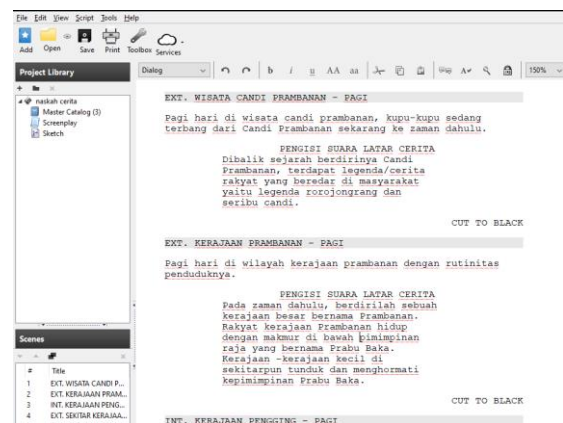 File Edit View Script Tools Help
Add Open Save Print Toolbox Services
Project Library
Dialog
b i u AA aa
150%
naskah cerita
Master Catalog (3)
Screenplay
Sketch
EXT. WISATA CANDI PRAMBANAN - PAGI
Pagi hari di wisata candi prambanan, kupu-kupu sedang
terbang dari Candi Prambanan sekarang ke zaman dahulu.
PENGISI SUARA LATAR CERITA
Dibalik sejarah berdirinya Candi
Prambanan, terdapat legenda/cerita
rakyat yang beredar di masyarakat
yaitu legenda rorojongrang dan
seribu candi.
CUT TO BLACK
EXT. KERAJAAN PRAMBANAN - PAGI
Pagi hari di wilayah kerajaan prambanan dengan rutinitas
penduduknya.
PENGISI SUARA LATAR CERITA
Pada zaman dahulu, berdirilah sebuah
kerajaan besar bernama Prambanan.
Rakyat kerajaan Prambanan hidup
dengan makmur di bawah pimimpinan
raja yang bernama Prabu Baka.
Kerajaan -kerajaan kecil di
sekitarpun tunduk dan menghormati
kepimimpinan Prabu Baka.
CUT TO BLACK
INT. KERAJAAN PENGGING - PAGI
Scenes
# Title
1 EXT. WISATA CANDI P...
2 EXT. KERAJAAN PRAM...
3 INT. KERAJAAN PENG...
4 EXT. SEKITAR KERAJAA...